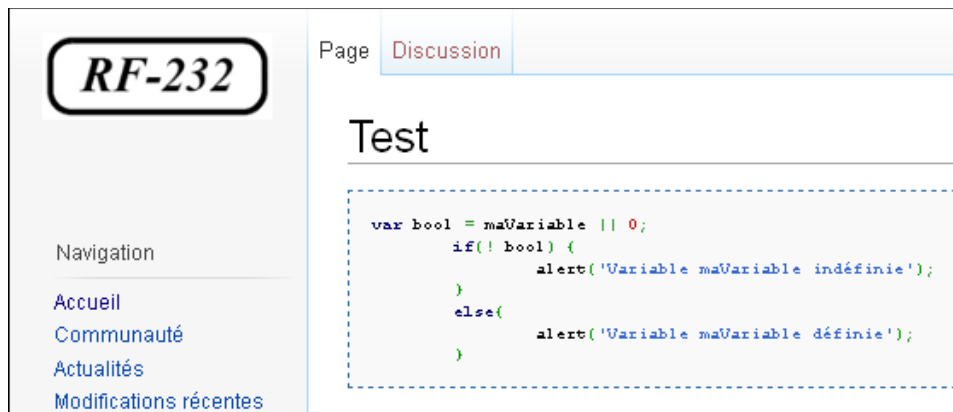 RF-232
Page Discussion
Test
var bool = maVariable || 0;
if(! bool) {
alert('Variable maVariable indéfinie');
}
else{
alert('Variable maVariable définie');
}
Navigation
Accueil
Communauté
Actualités
Modifications récentes